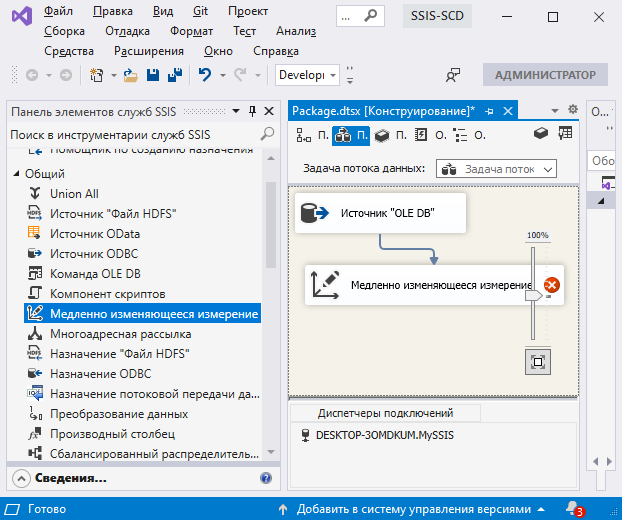 Файл Правка Вид Git Проект
Сборка Отладка Формат Тест Анализ
Средства Расширения Окно Справка
... SSIS-SCD
Developr
АДМИНИСТРАТОР
Панель элементов служб SSIS
Поиск в инструментарии служб SSIS
Помощник по созданию назначения
Общий
Union All
Источник "Файл HDFS"
Источник OData
Источник ODBC
Команда OLE DB
Компонент скриптов
Медленно изменяющееся измерение
Многоадресная рассылка
Назначение "Файл HDFS"
Назначение ODBC
Назначение потоковой передачи да...
Преобразование данных
Производный столбец
Сбалансированный распределитель...
Сведения...
Package.dtsx [Конструирование]*
П. П. П. О. О.
Задача потока данных: Задача поток
Источник "OLE DB"
100%
Медленно изменяющееся измерение
Диспетчеры подключений
DESKTOP-3OMDKUM.MySSIS
О...
Обо
Готово
Добавить в систему управления версиями
3